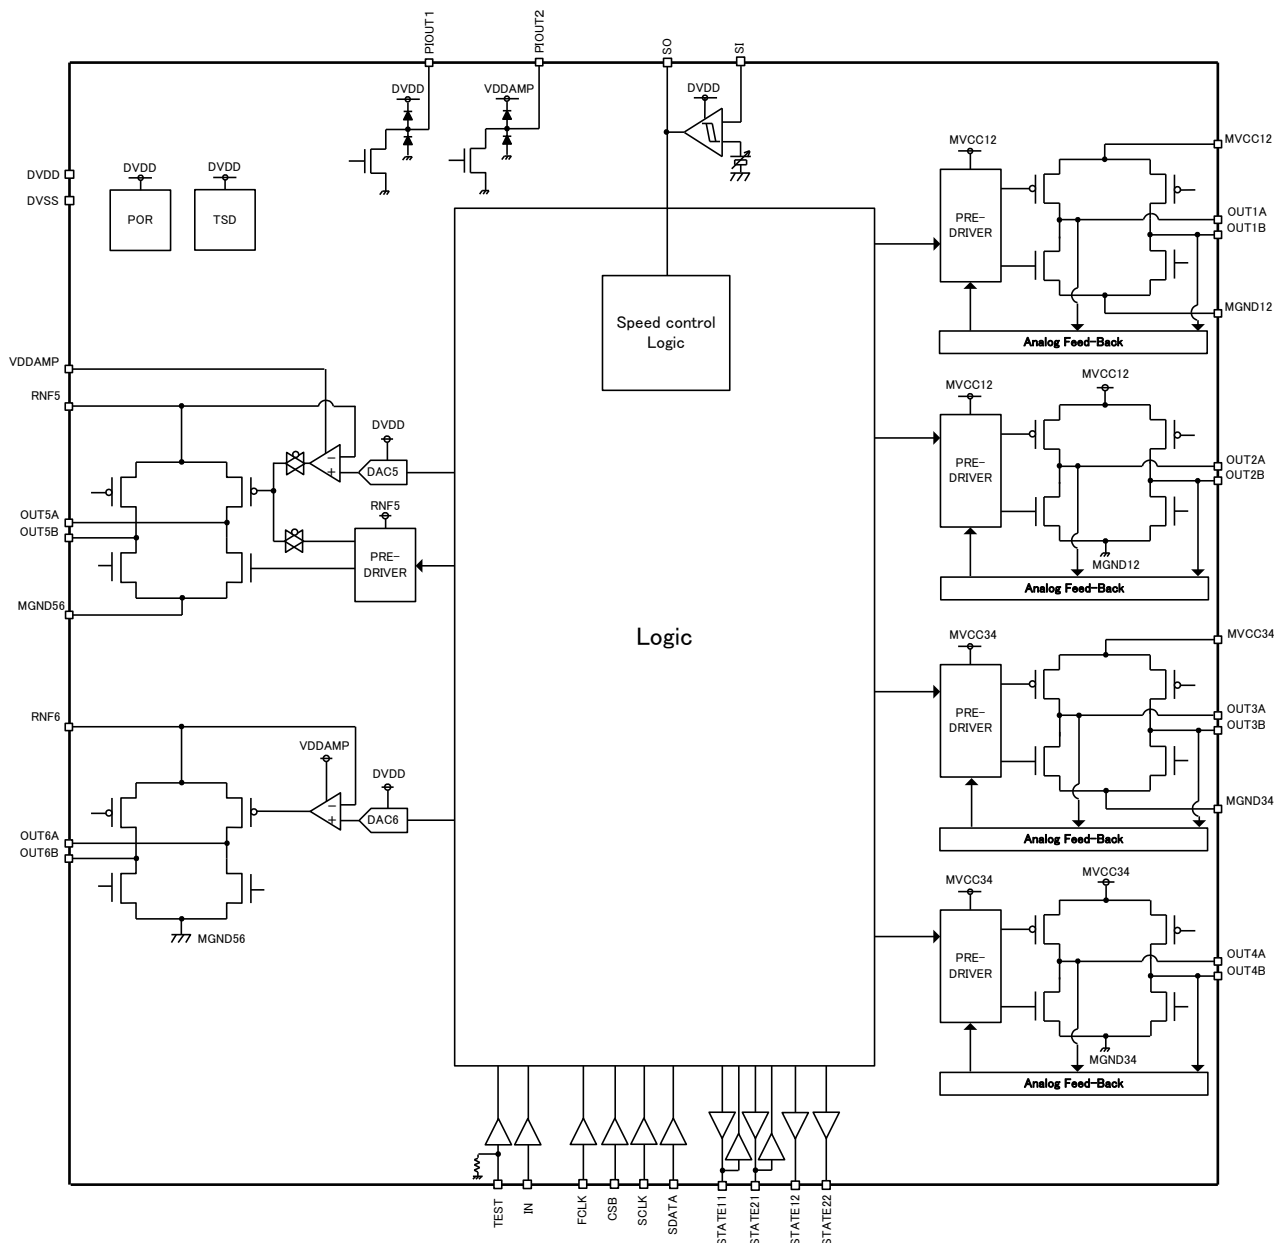 PIOUT1
PIOUT2
SO
SI
DVDD
VDDAMP
DVDD
MVCC12
MVCC12
DVDD
DVSS
DVDD
DVDD
POR
TSD
PRE-
DRIVER
OUT1A
OUT1B
MGND12
Analog Feed-Back
Speed control
Logic
VDDAMP
RNF5
DVDD
DAC5
- 
+
RNF5
PRE-
DRIVER
OUT5A
OUT5B
MGND56
MVCC12
MVCC12
PRE-
DRIVER
OUT2A
OUT2B
MGND12
Analog Feed-Back
Logic
MVCC34
MVCC34
PRE-
DRIVER
OUT3A
OUT3B
MGND34
Analog Feed-Back
RNF6
VDDAMP
DVDD
DAC6
-
+
OUT6A
OUT6B
MGND56
MVCC34
MVCC34
PRE-
DRIVER
OUT4A
OUT4B
MGND34
Analog Feed-Back
TEST
IN
FCLK
CSB
SCLK
SDATA
STATE11
STATE21
STATE12
STATE22